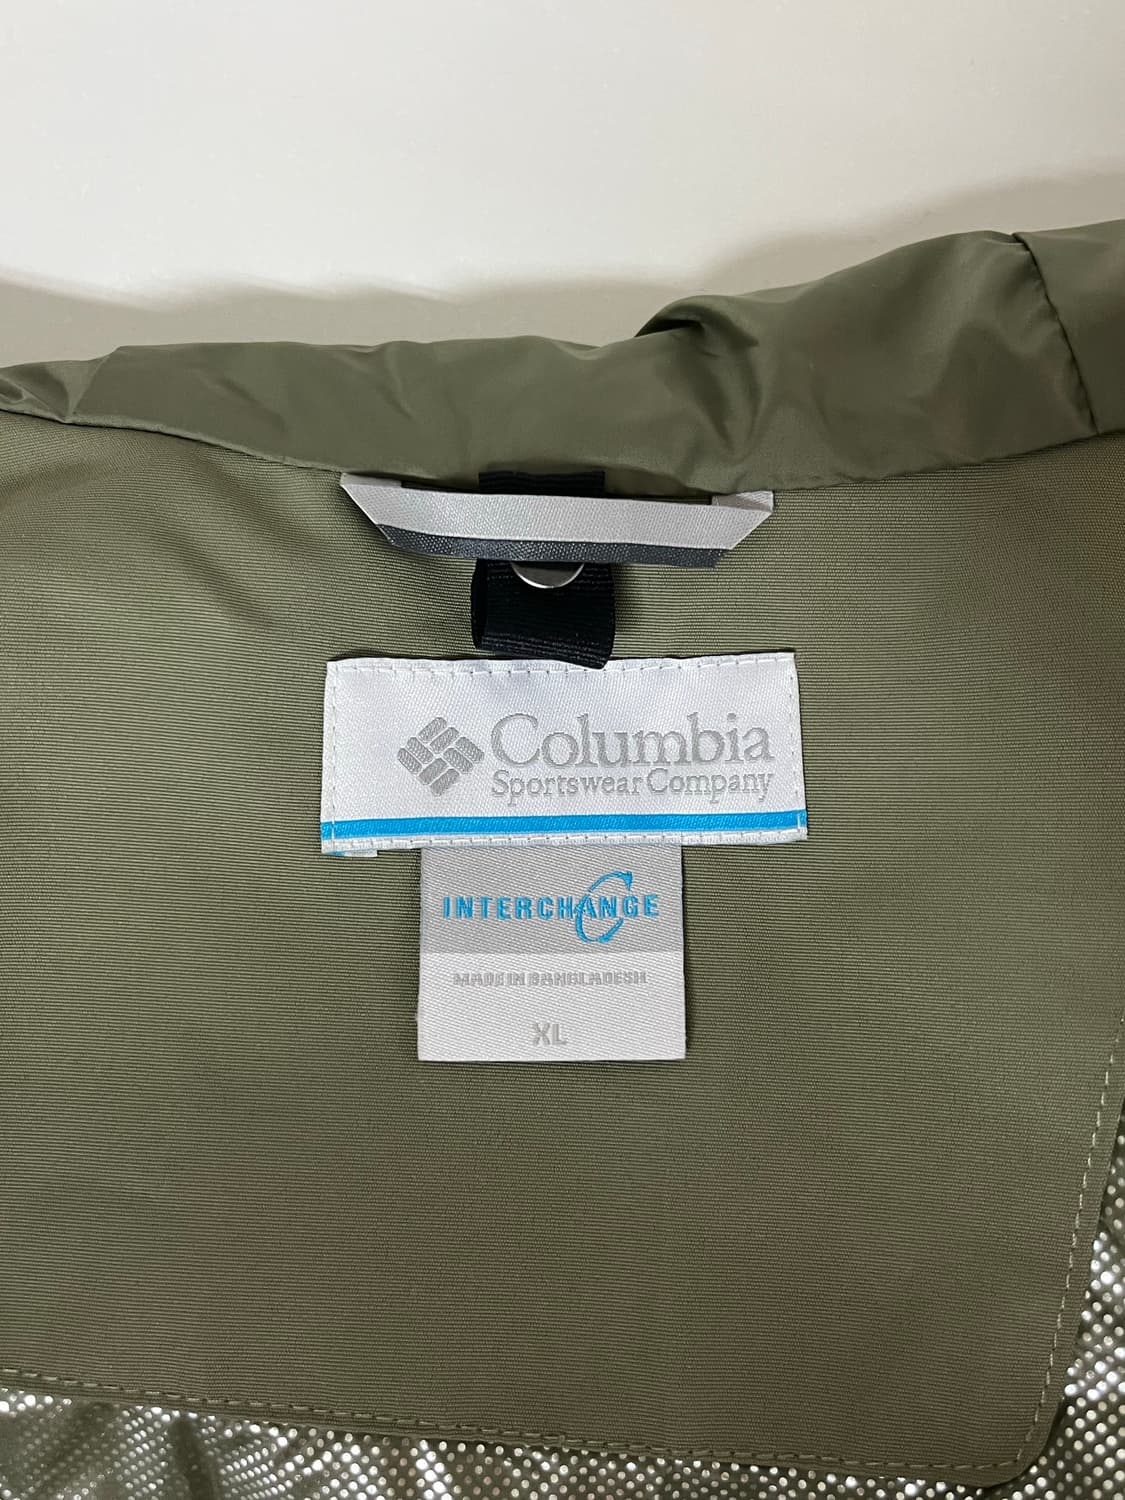 Columbia
Sportswear Company
INTERCHANGE
MADE IN BANGLADESH
XL